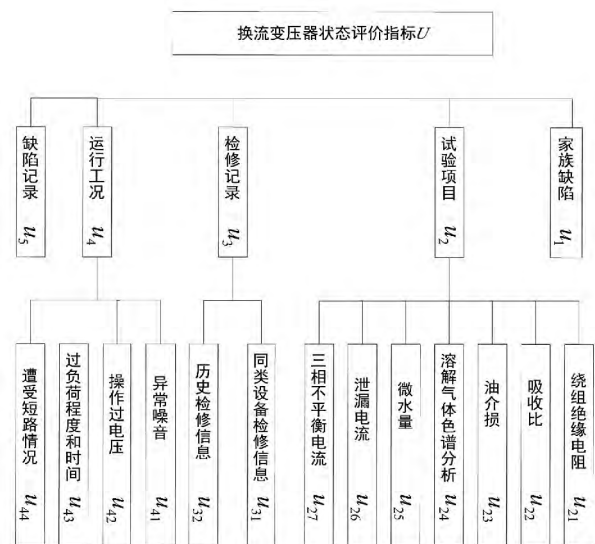 换流变压器状态评价指标U
缺陷记录 u5
运行工况 u4
检修记录 u3
试验项目 u2
家族缺陷 u1
遭受短路情况 u44
过负荷程度和时间 u43
操作过电压 u42
异常噪音 u41
历史检修信息 u32
同类设备检修信息 u31
三相不平衡电流 u27
泄漏电流 u26
微水量 u25
溶解气体色谱分析 u24
油介损 u23
吸收比 u22
绕组绝缘电阻 u21